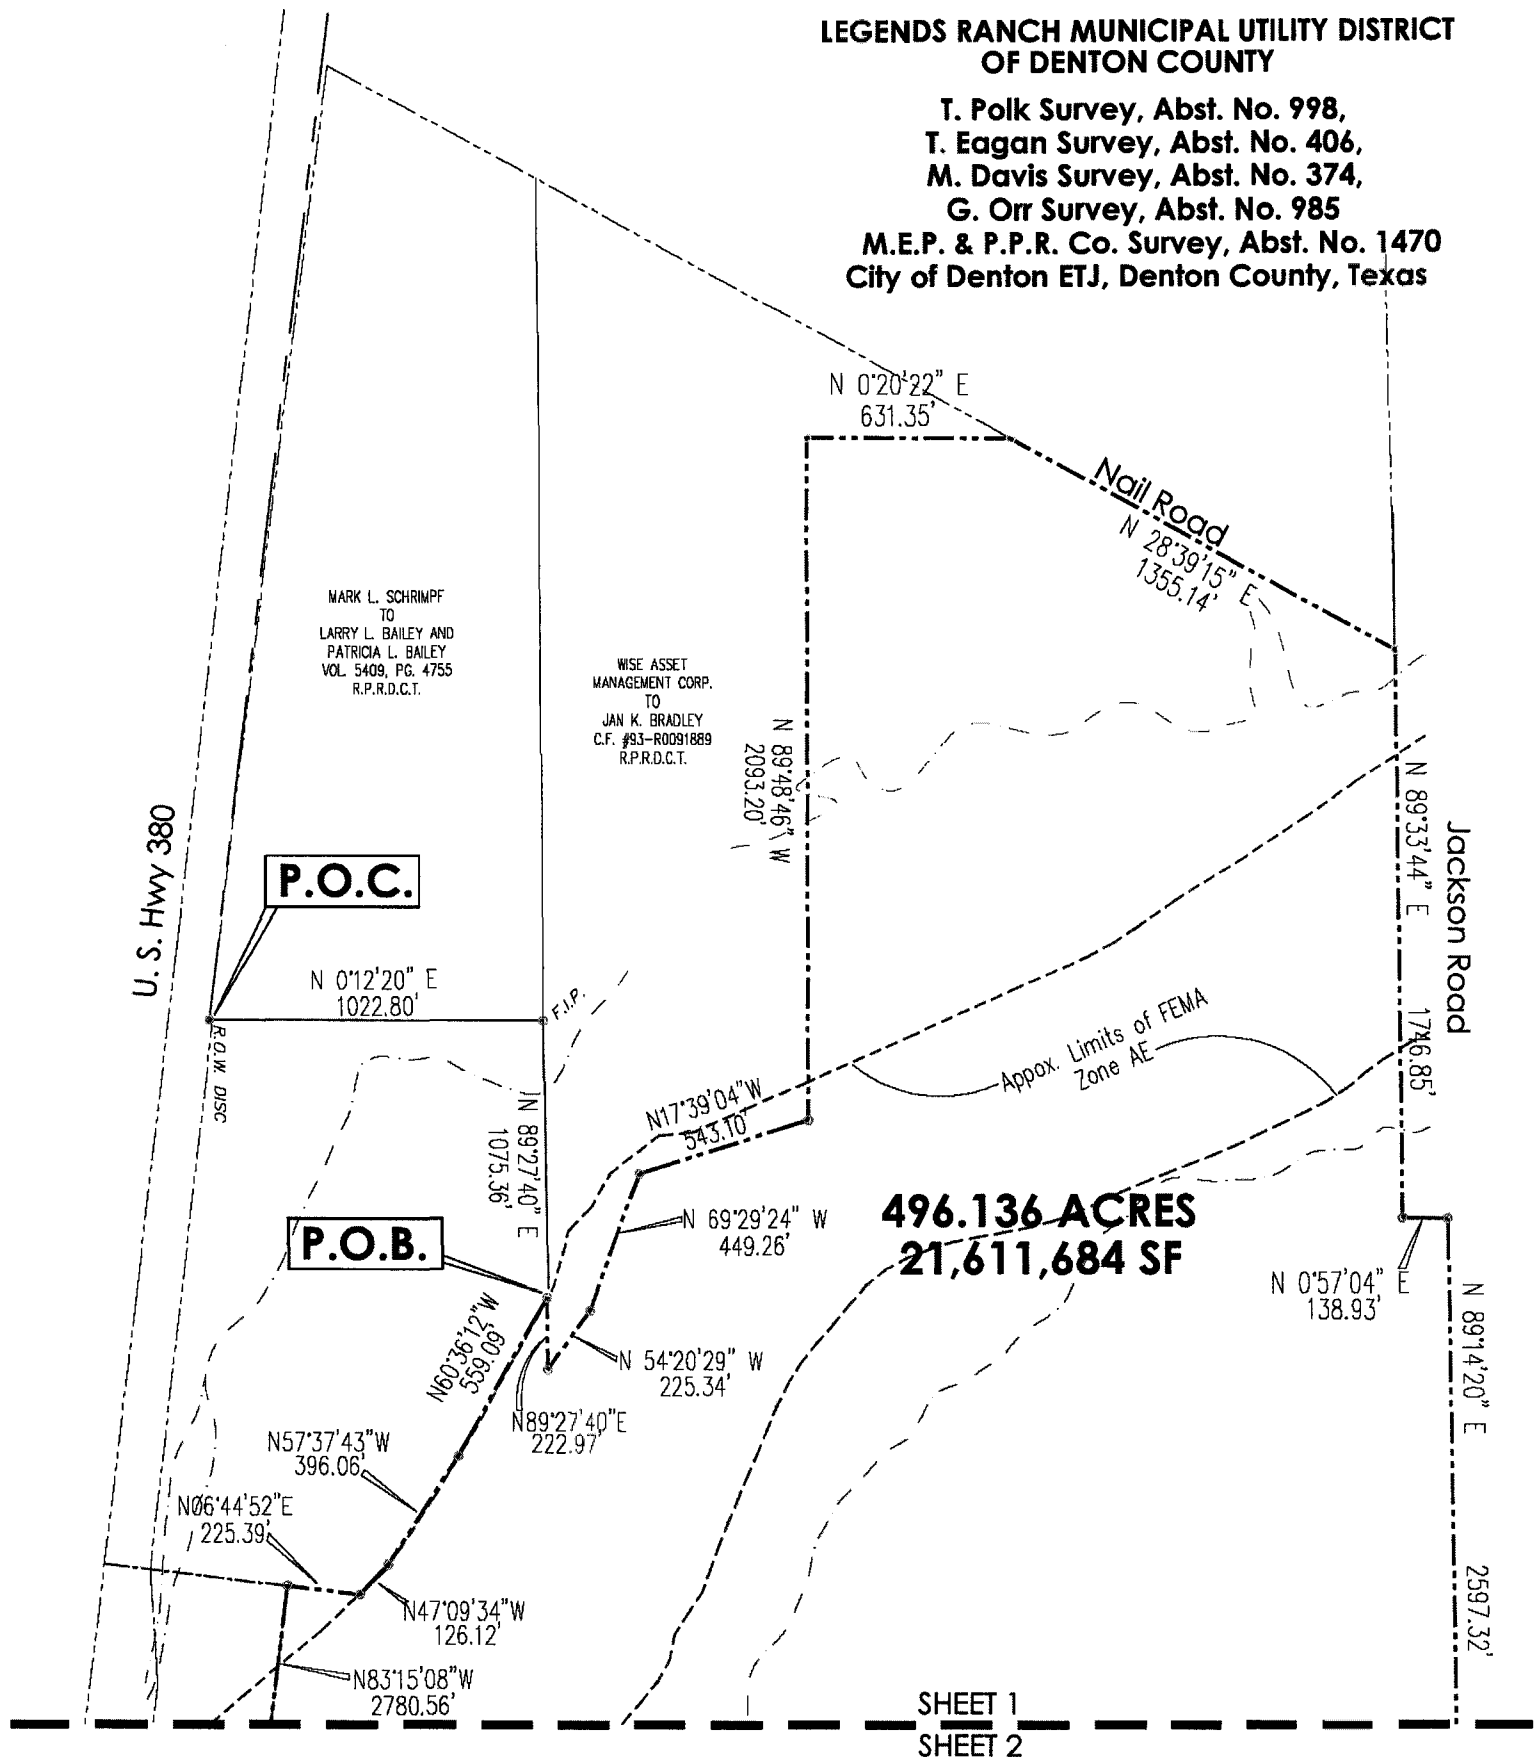 LEGENDS RANCH MUNICIPAL UTILITY DISTRICT
OF DENTON COUNTY
T. Polk Survey, Abst. No. 998,
T. Eagan Survey, Abst. No. 406,
M. Davis Survey, Abst. No. 374,
G. Orr Survey, Abst. No. 985
M.E.P. & P.P.R. Co. Survey, Abst. No. 1470
City of Denton ETJ, Denton County, Texas
N 0°20'22" E
631.35'
Nail Road
N 28°39'15" E
1355.14'
MARK L. SCHRIMPF
TO
LARRY L. BAILEY AND
PATRICIA L. BAILEY
VOL. 5409, PG. 4755
R.P.R.D.C.T.
WISE ASSET
MANAGEMENT CORP.
TO
JAN K. BRADLEY
C.F. #93-R0091889
R.P.R.D.C.T.
N 89°48'46" W
2093.20'
N 89°33'44" E
1746.85'
Jackson Road
U. S. Hwy 380
P.O.C.
N 0°12'20" E
1022.80'
F.I.P.
R.O.W. DISC
Appox. Limits of FEMA
Zone AE
N 89°27'40" E
1075.36'
N17°39'04"W
543.10'
P.O.B.
N 69°29'24" W
449.26'
496.136 ACRES
21,611,684 SF
N 0°57'04" E
138.93'
N 89°14'20" E
2597.32'
N60°36'12"W
559.09'
N 54°20'29" W
225.34'
N89°27'40"E
222.97'
N57°37'43"W
396.06'
N06°44'52"E
225.39'
N47°09'34"W
126.12'
N83°15'08"W
2780.56'
SHEET 1
SHEET 2